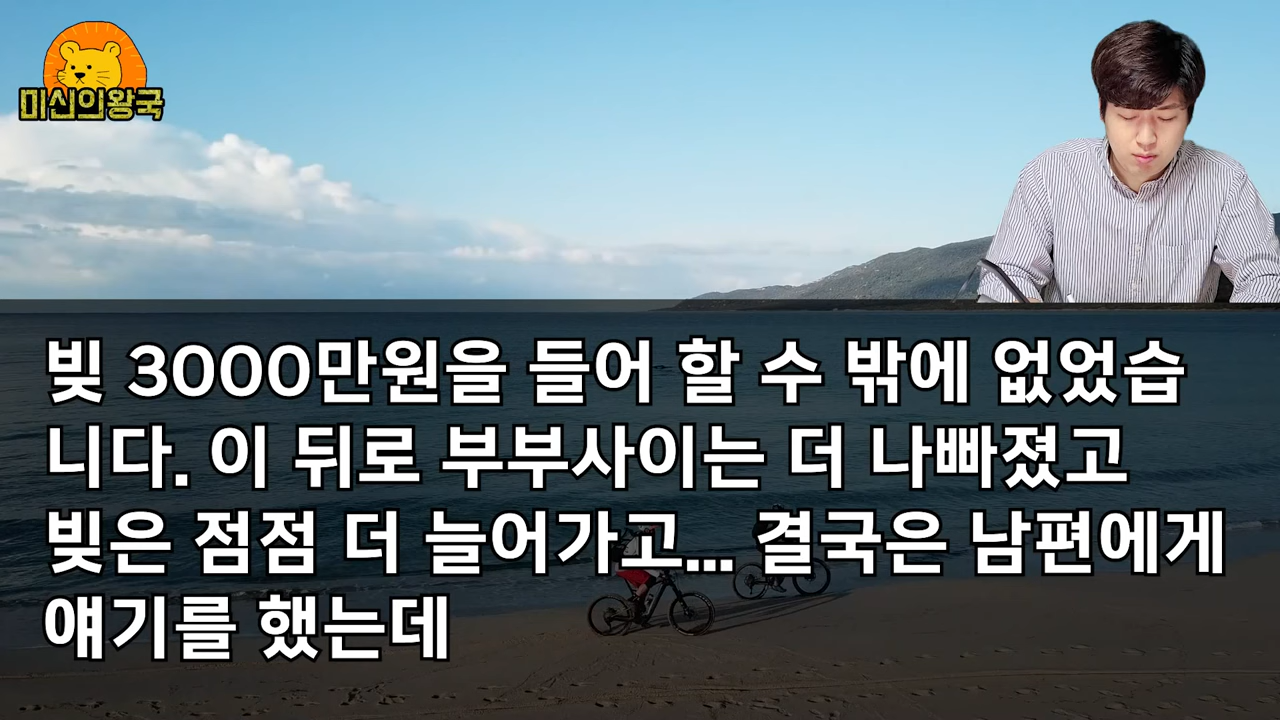 미신의왕국
빚 3000만원을 들어 할 수 밖에 없었습
니다. 이 뒤로 부부사이는 더 나빠졌고
빚은 점점 더 늘어가고... 결국은 남편에게
얘기를 했는데